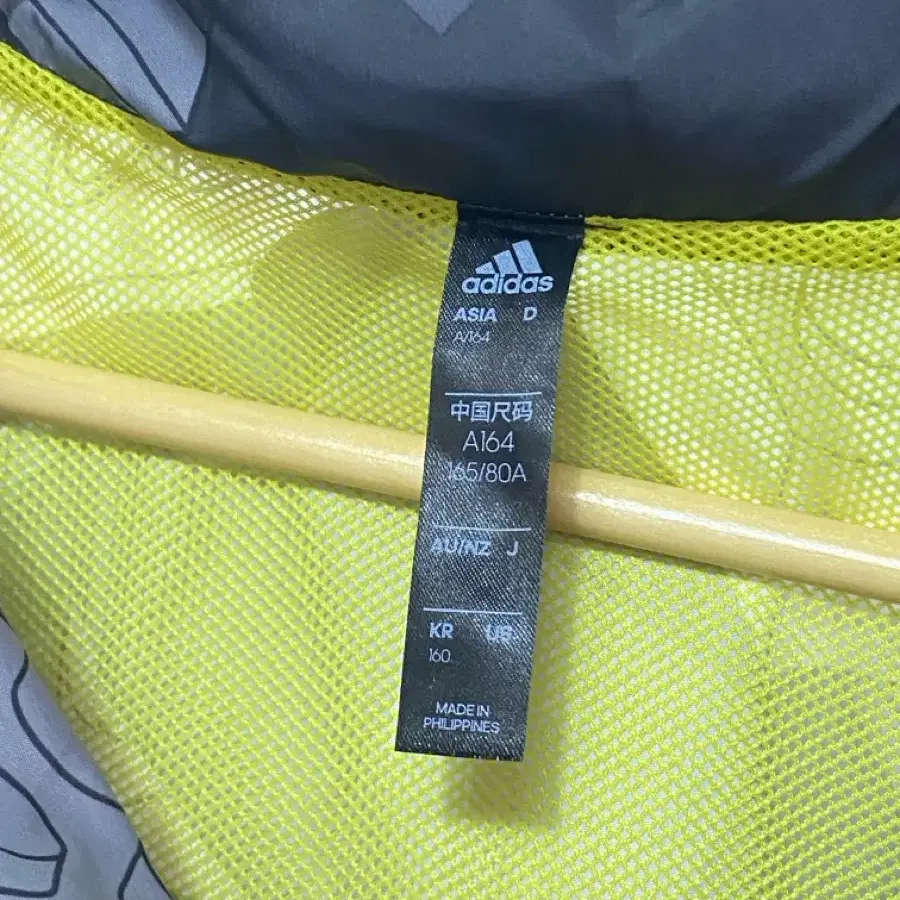 adidas
ASIA D
A/164
中国尺码
A164
165/80A
AU/NZ J
KR US
160
MADE IN
PHILIPPINES